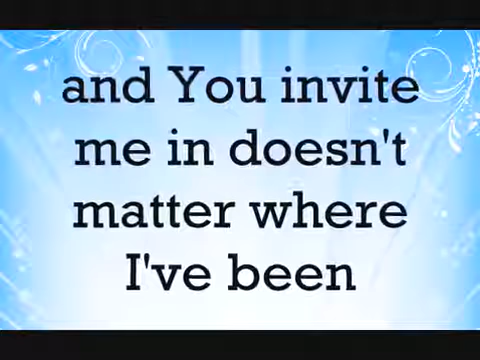 and You invite
me in doesn't
matter where
I've been